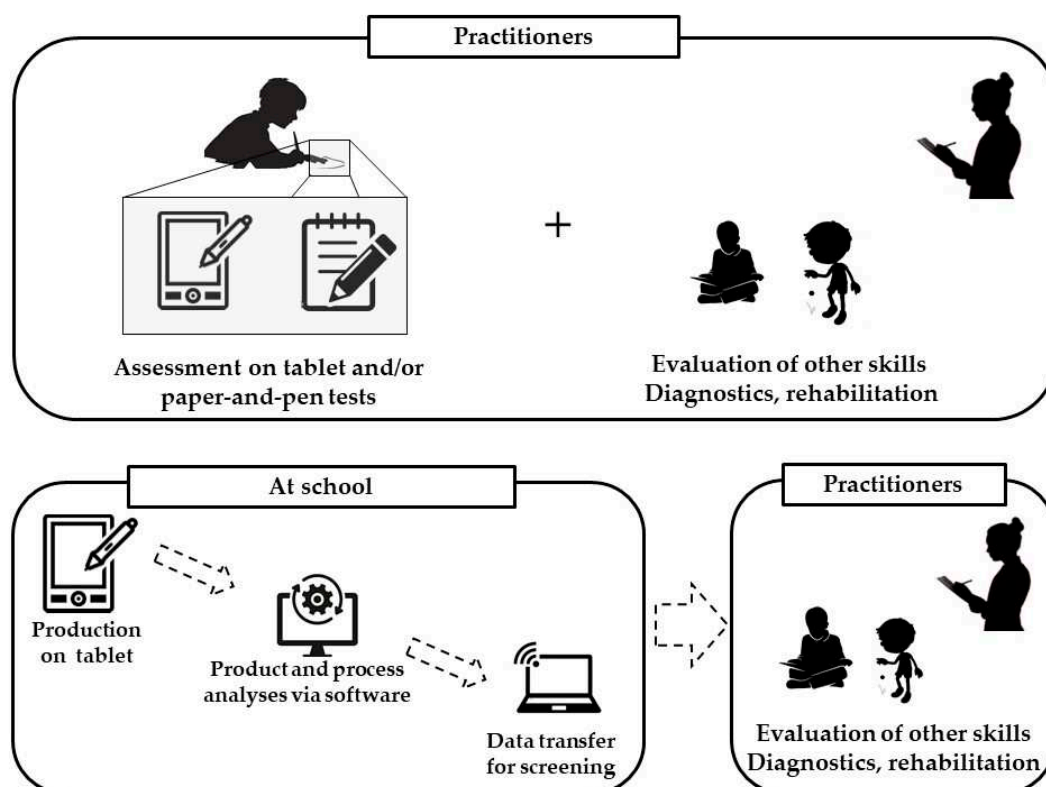 Practitioners
+
Assessment on tablet and/or
paper-and-pen tests
Evaluation of other skills
Diagnostics, rehabilitation
At school
Production
on tablet
Product and process
analyses via software
Data transfer
for screening
Practitioners
Evaluation of other skills
Diagnostics, rehabilitation